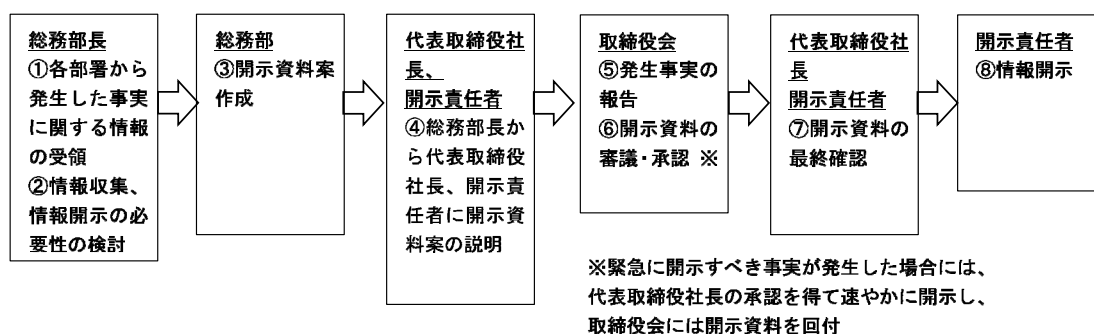 総務部長
①各部署から
発生した事実
に関する情報
の受領
②情報収集、
情報開示の必
要性の検討
総務部
③開示資料案
作成
代表取締役社
長、
開示責任者
④総務部長か
ら代表取締役
社長、開示責
任者に開示資
料案の説明
取締役会
⑤発生事実の
報告
⑥開示資料の
審議・承認 ※
代表取締役社
長
開示責任者
⑦開示資料の
最終確認
開示責任者
⑧情報開示
※緊急に開示すべき事実が発生した場合には、
代表取締役社長の承認を得て速やかに開示し、
取締役会には開示資料を回付